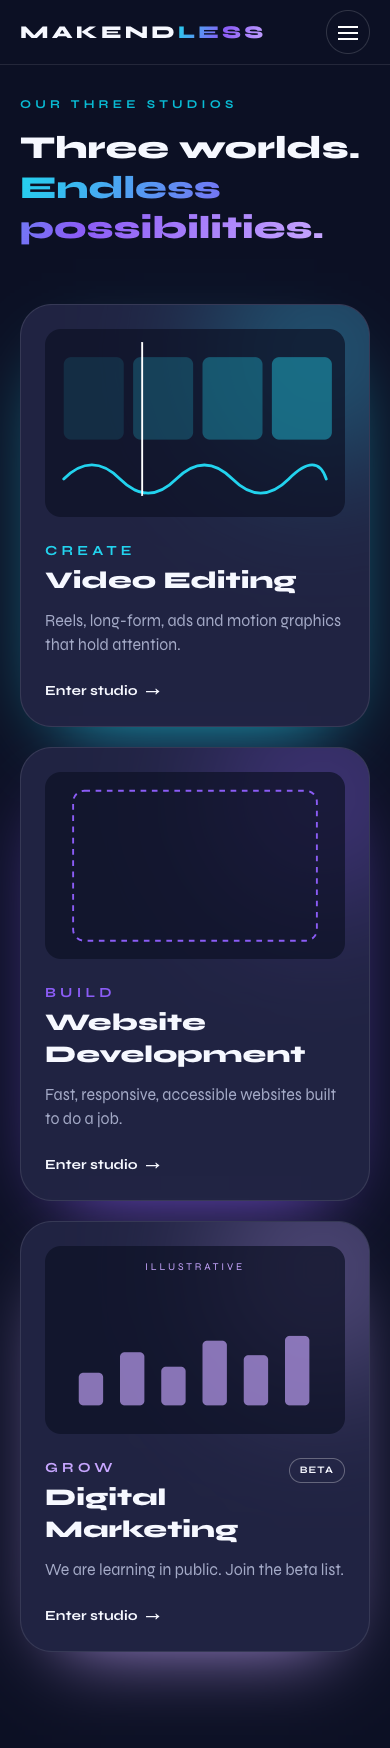 MAKENDLESS
OUR THREE STUDIOS
Three worlds.
Endless
possibilities.
CREATE
Video Editing
Reels, long-form, ads and motion graphics
that hold attention.
Enter studio →
BUILD
Website
Development
Fast, responsive, accessible websites built
to do a job.
Enter studio →
ILLUSTRATIVE
GROW
BETA
Digital
Marketing
We are learning in public. Join the beta list.
Enter studio →